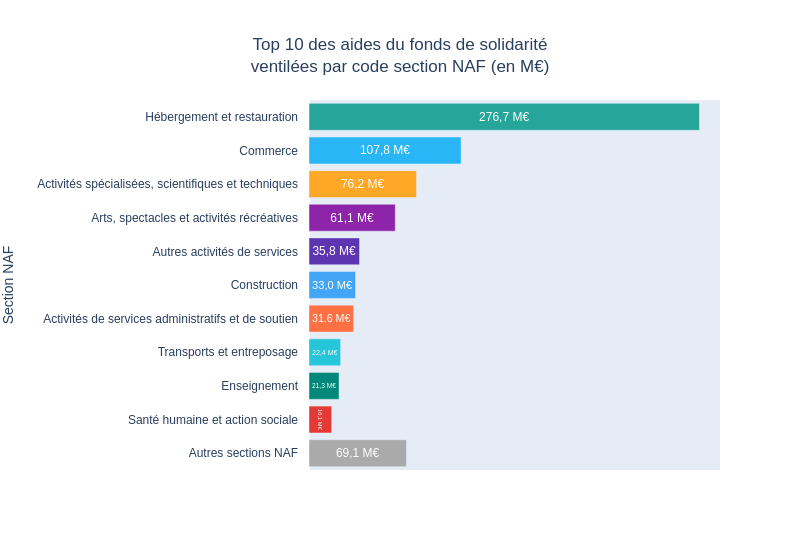 Top 10 des aides du fonds de solidarité
ventilées par code section NAF (en M€)
Section NAF
Hébergement et restauration 276,7 M€
Commerce 107,8 M€
Activités spécialisées, scientifiques et techniques 76,2 M€
Arts, spectacles et activités récréatives 61,1 M€
Autres activités de services 35,8 M€
Construction 33,0 M€
Activités de services administratifs et de soutien 31,6 M€
Transports et entreposage 22,4 M€
Enseignement 21,3 M€
Santé humaine et action sociale 16,1 M€
Autres sections NAF 69,1 M€